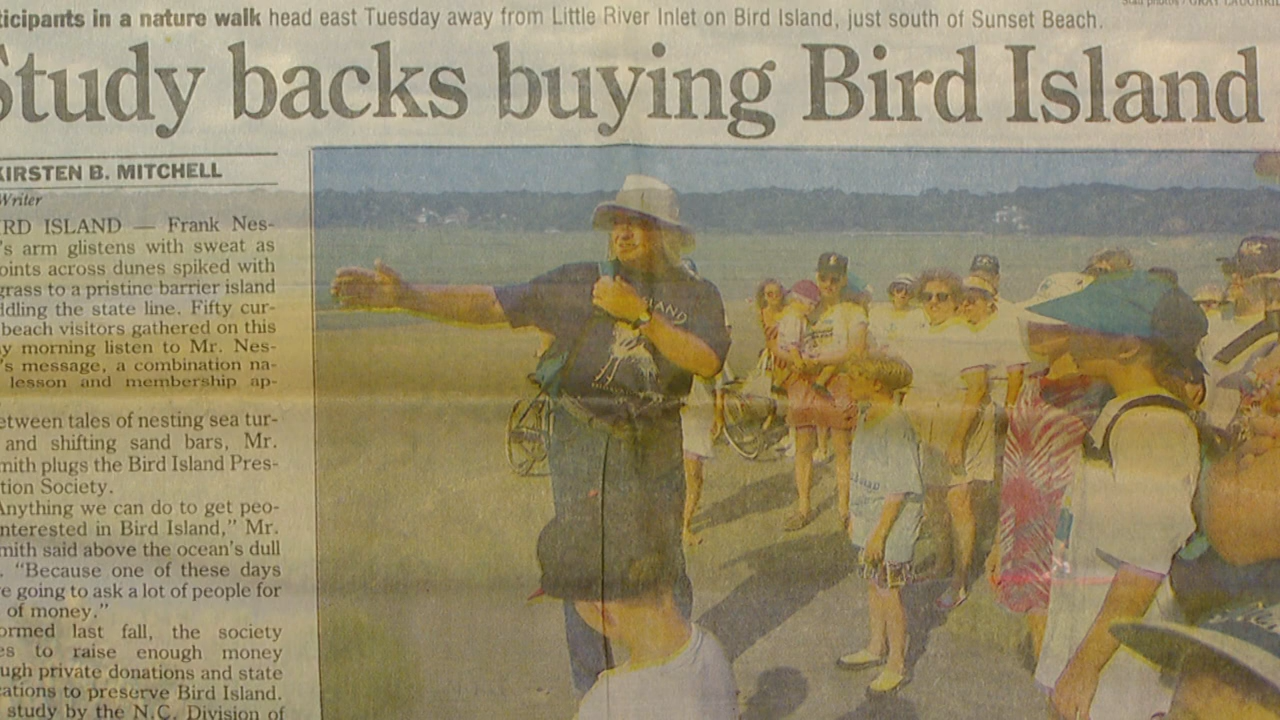 ticipants in a nature walk head east Tuesday away from Little River Inlet on Bird Island, just south of Sunset Beach.
Study backs buying Bird Island
KIRSTEN B. MITCHELL
Writer
RD ISLAND — Frank Nes-
's arm glistens with sweat as
oints across dunes spiked with
grass to a pristine barrier island
ddling the state line. Fifty cur-
beach visitors gathered on this
y morning listen to Mr. Nes-
's message, a combination na-
lesson and membership ap-
etween tales of nesting sea tur-
and shifting sand bars, Mr.
mith plugs the Bird Island Pres-
tion Society.
Anything we can do to get peo-
interested in Bird Island," Mr.
mith said above the ocean's dull
. "Because one of these days
re going to ask a lot of people for
of money."
ormed last fall, the society
es to raise enough money
ugh private donations and state
cations to preserve Bird Island.
study by the N.C. Division of